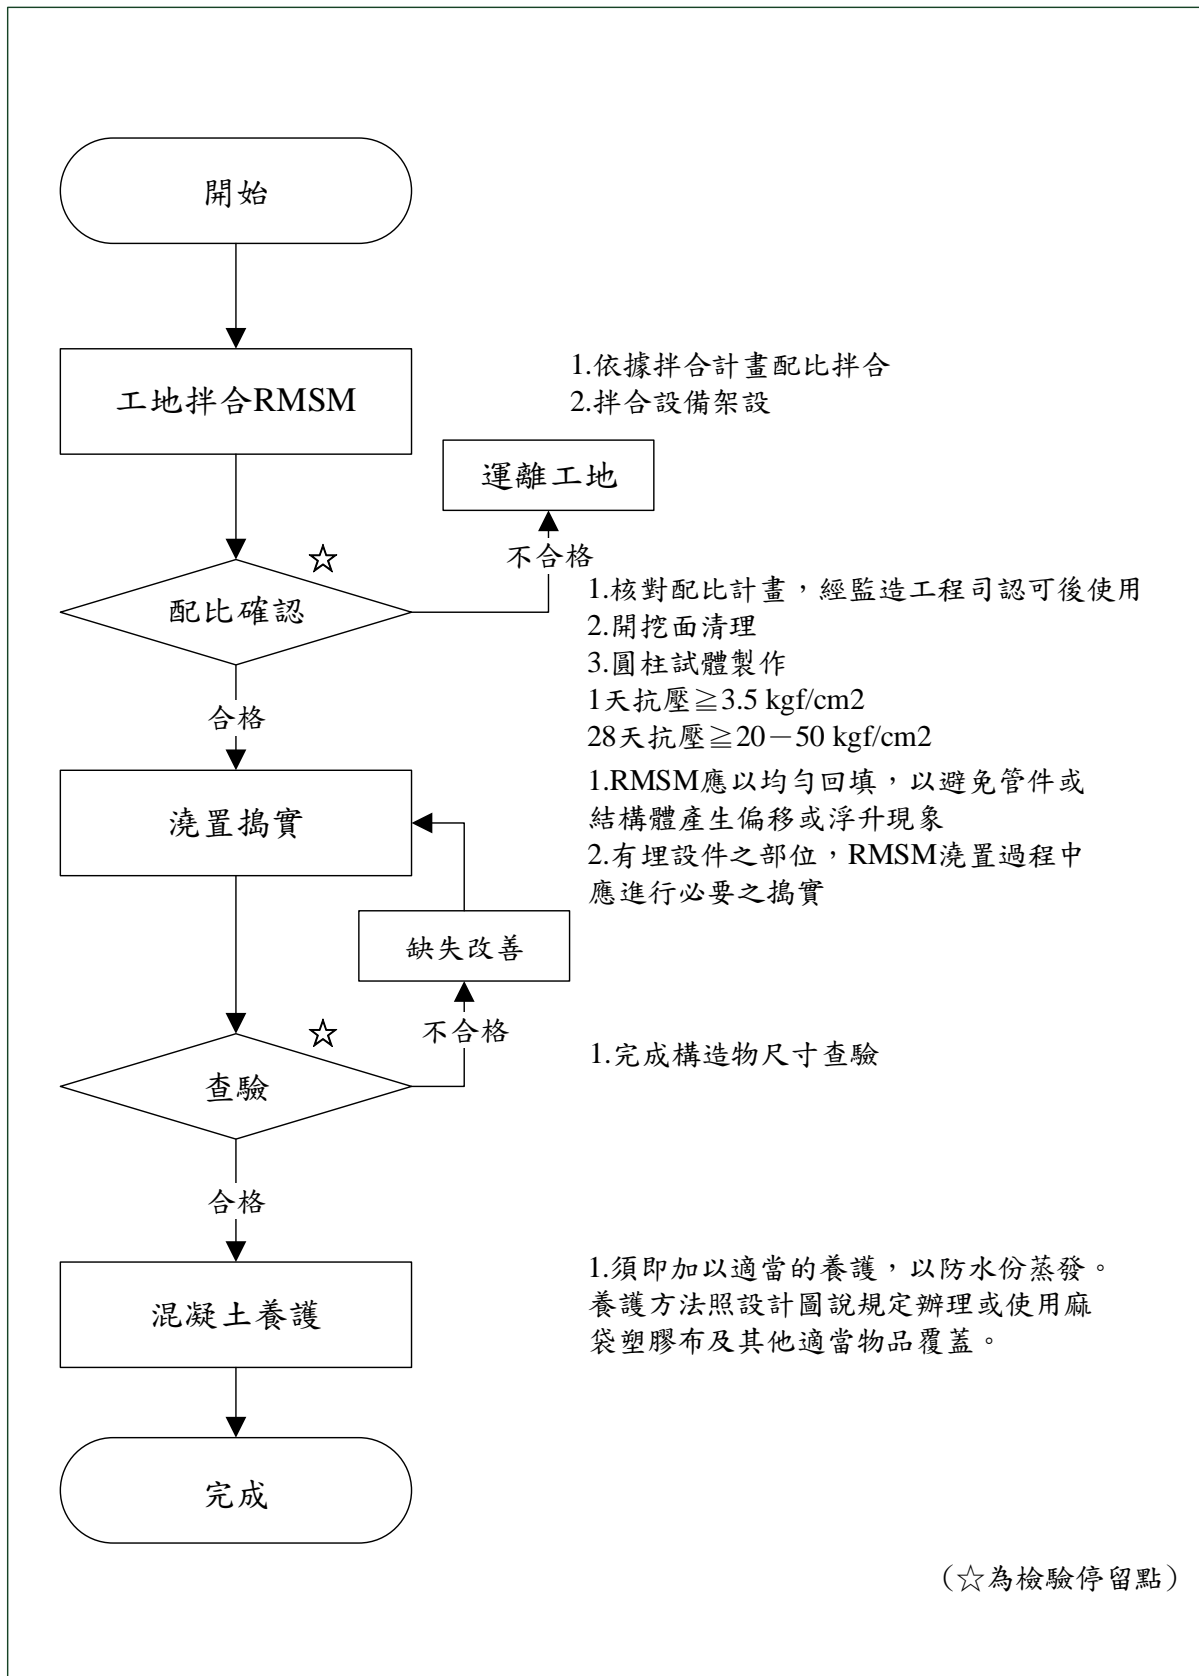 開始
工地拌合RMSM
1.依據拌合計畫配比拌合
2.拌合設備架設
運離工地
不合格
☆
配比確認
1.核對配比計畫，經監造工程司認可後使用
2.開挖面清理
3.圓柱試體製作
1天抗壓≧3.5 kgf/cm2
28天抗壓≧20－50 kgf/cm2
合格
澆置搗實
1.RMSM應以均勻回填，以避免管件或
結構體產生偏移或浮升現象
2.有埋設件之部位，RMSM澆置過程中
應進行必要之搗實
缺失改善
不合格
☆
查驗
1.完成構造物尺寸查驗
合格
混凝土養護
1.須即加以適當的養護，以防水份蒸發。
養護方法照設計圖說規定辦理或使用麻
袋塑膠布及其他適當物品覆蓋。
完成
（☆為檢驗停留點）